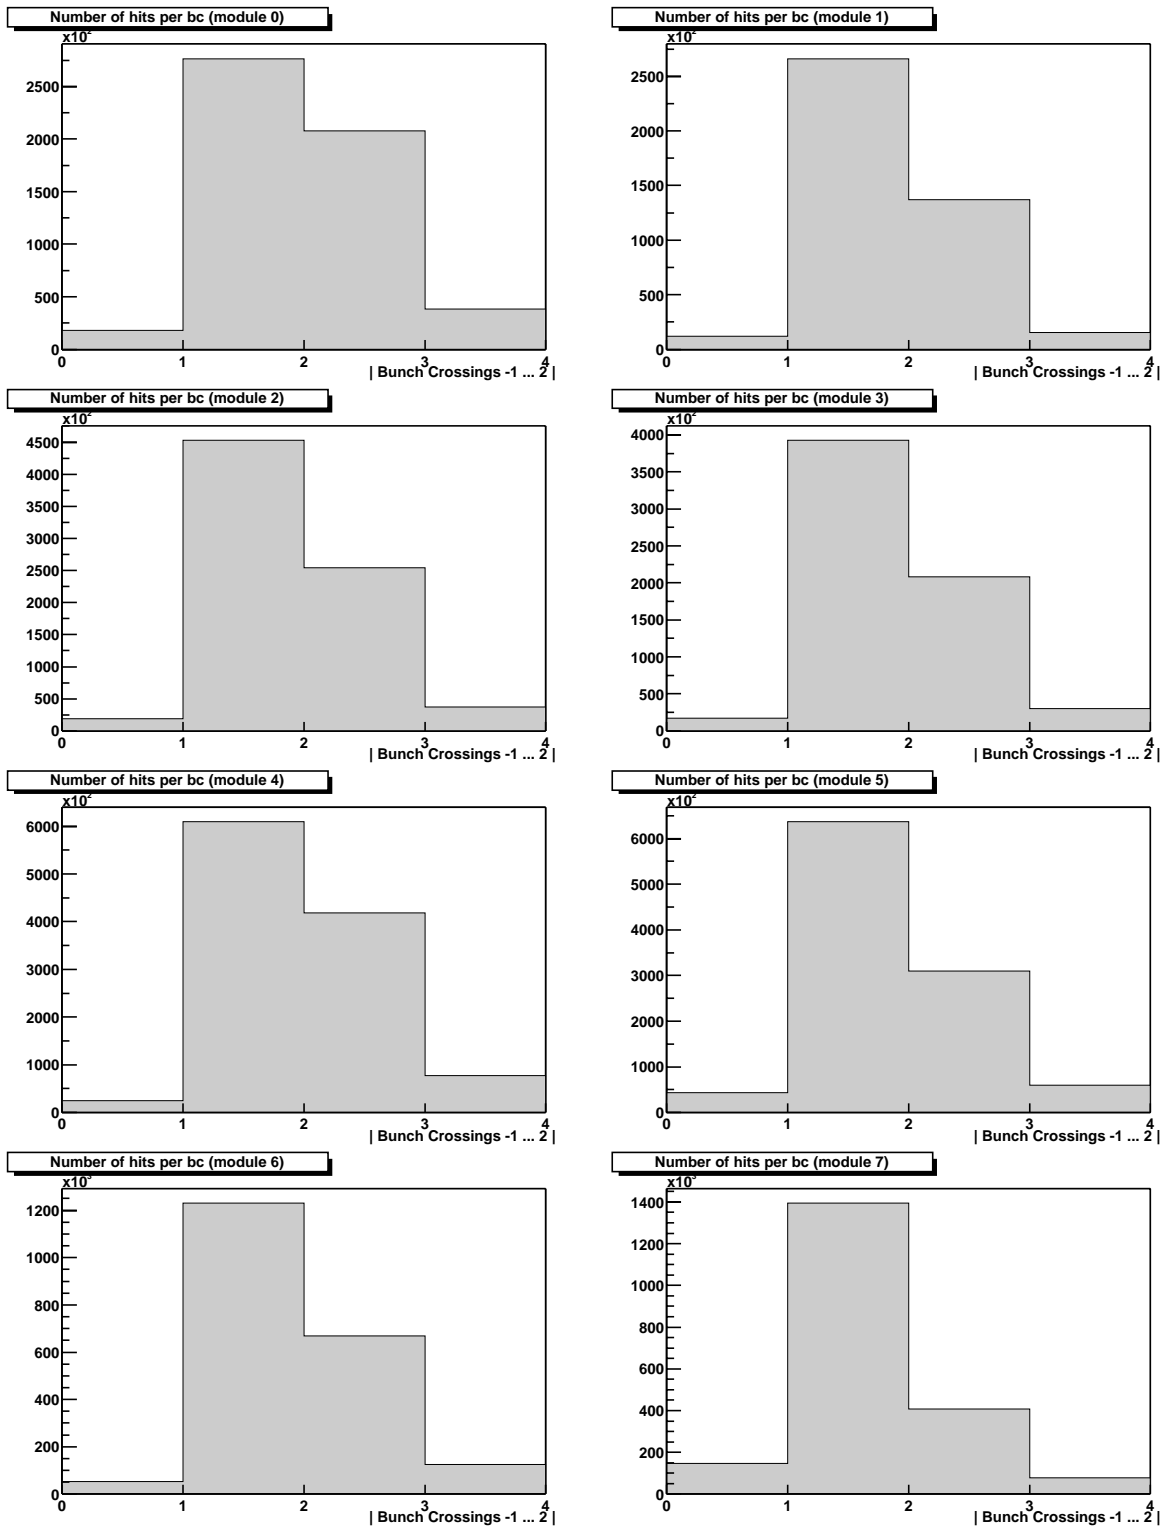 Number of hits per bc (module 0)
x10²
2500
2000
1500
1000
500
0
0 1 2 3 4
| Bunch Crossings -1 ... 2 |
Number of hits per bc (module 1)
x10²
2500
2000
1500
1000
500
0
0 1 2 3 4
| Bunch Crossings -1 ... 2 |
Number of hits per bc (module 2)
x10²
4500
4000
3500
3000
2500
2000
1500
1000
500
0
0 1 2 3 4
| Bunch Crossings -1 ... 2 |
Number of hits per bc (module 3)
x10²
4000
3500
3000
2500
2000
1500
1000
500
0
0 1 2 3 4
| Bunch Crossings -1 ... 2 |
Number of hits per bc (module 4)
x10²
6000
5000
4000
3000
2000
1000
0
0 1 2 3 4
| Bunch Crossings -1 ... 2 |
Number of hits per bc (module 5)
x10²
6000
5000
4000
3000
2000
1000
0
0 1 2 3 4
| Bunch Crossings -1 ... 2 |
Number of hits per bc (module 6)
x10³
1200
1000
800
600
400
200
0
0 1 2 3 4
| Bunch Crossings -1 ... 2 |
Number of hits per bc (module 7)
x10³
1400
1200
1000
800
600
400
200
0
0 1 2 3 4
| Bunch Crossings -1 ... 2 |